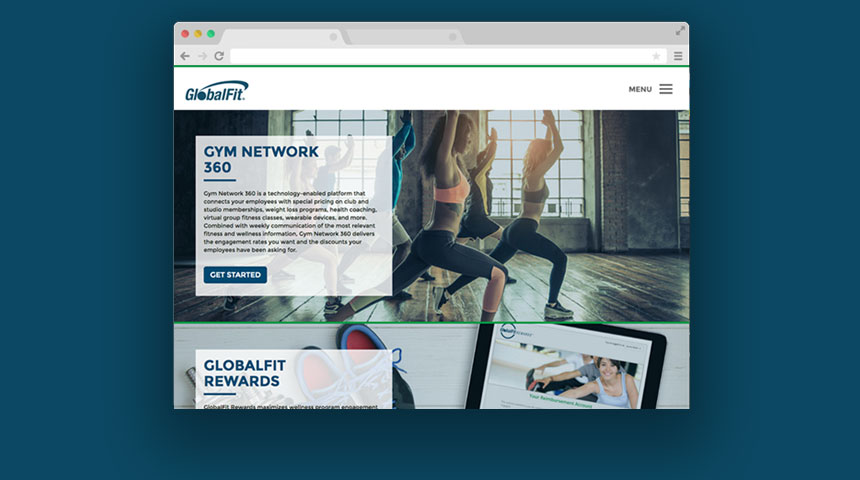 GlobalFit
MENU
GYM NETWORK
360
Gym Network 360 is a technology-enabled platform that
connects your employees with special pricing on club and
studio memberships, weight loss programs, health coaching,
virtual group fitness classes, wearable devices, and more.
Combined with weekly communication of the most relevant
fitness and wellness information, Gym Network 360 delivers
the engagement rates you want and the discounts your
employees have been asking for.
GET STARTED
GLOBALFIT
REWARDS
GlobalFit Rewards maximizes wellness program engagement
Your Reimbursement Account